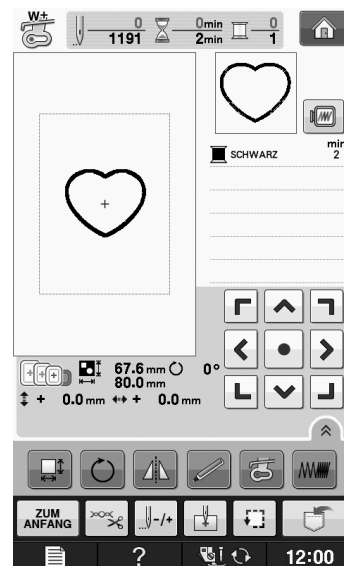 W+
0 0min 0
1191 2min 1
min
SCHWARZ 2
67.6 mm 0°
80.0 mm
+ 0.0 mm + 0.0 mm
ZUM
ANFANG
-/+
? 12:00